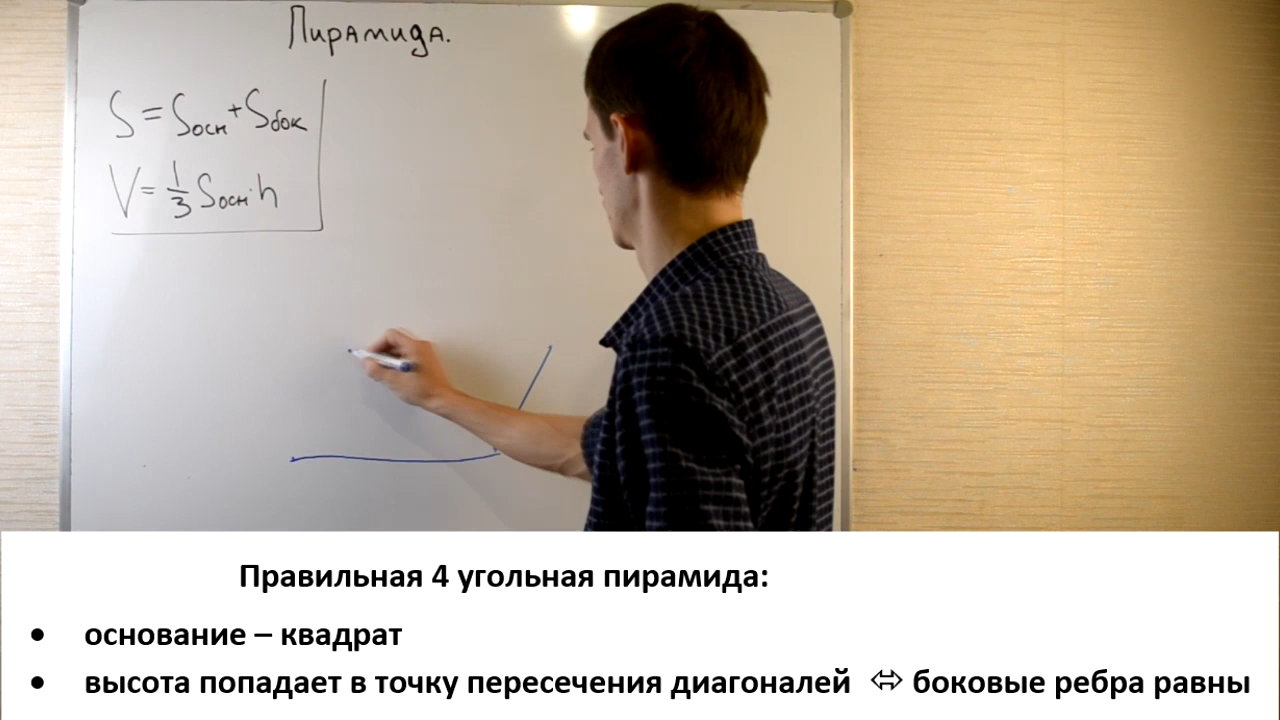 Пирамида.
S = Sосн + Sбок
V = 1/3 Sосн · h
Правильная 4 угольная пирамида:
• основание – квадрат
• высота попадает в точку пересечения диагоналей ⇔ боковые ребра равны